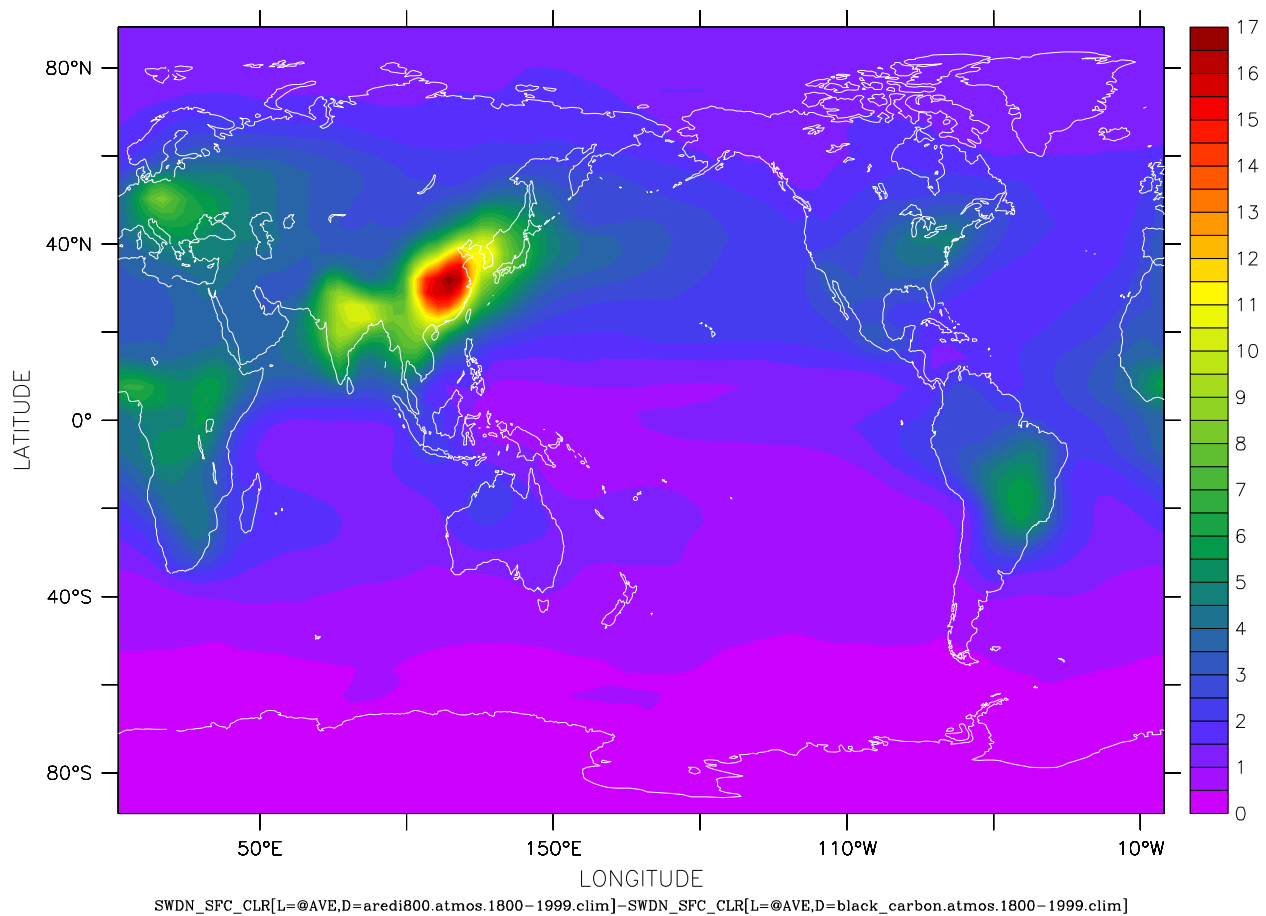 17
16
15
14
13
12
11
10
9
8
7
6
5
4
3
2
1
0
80°N
40°N
0°
40°S
80°S
LATITUDE
50°E
150°E
110°W
10°W
LONGITUDE
SWDN_SFC_CLR[L=@AVE,D=aredi800.atmos.1800-1999.clim]-SWDN_SFC_CLR[L=@AVE,D=black_carbon.atmos.1800-1999.clim]